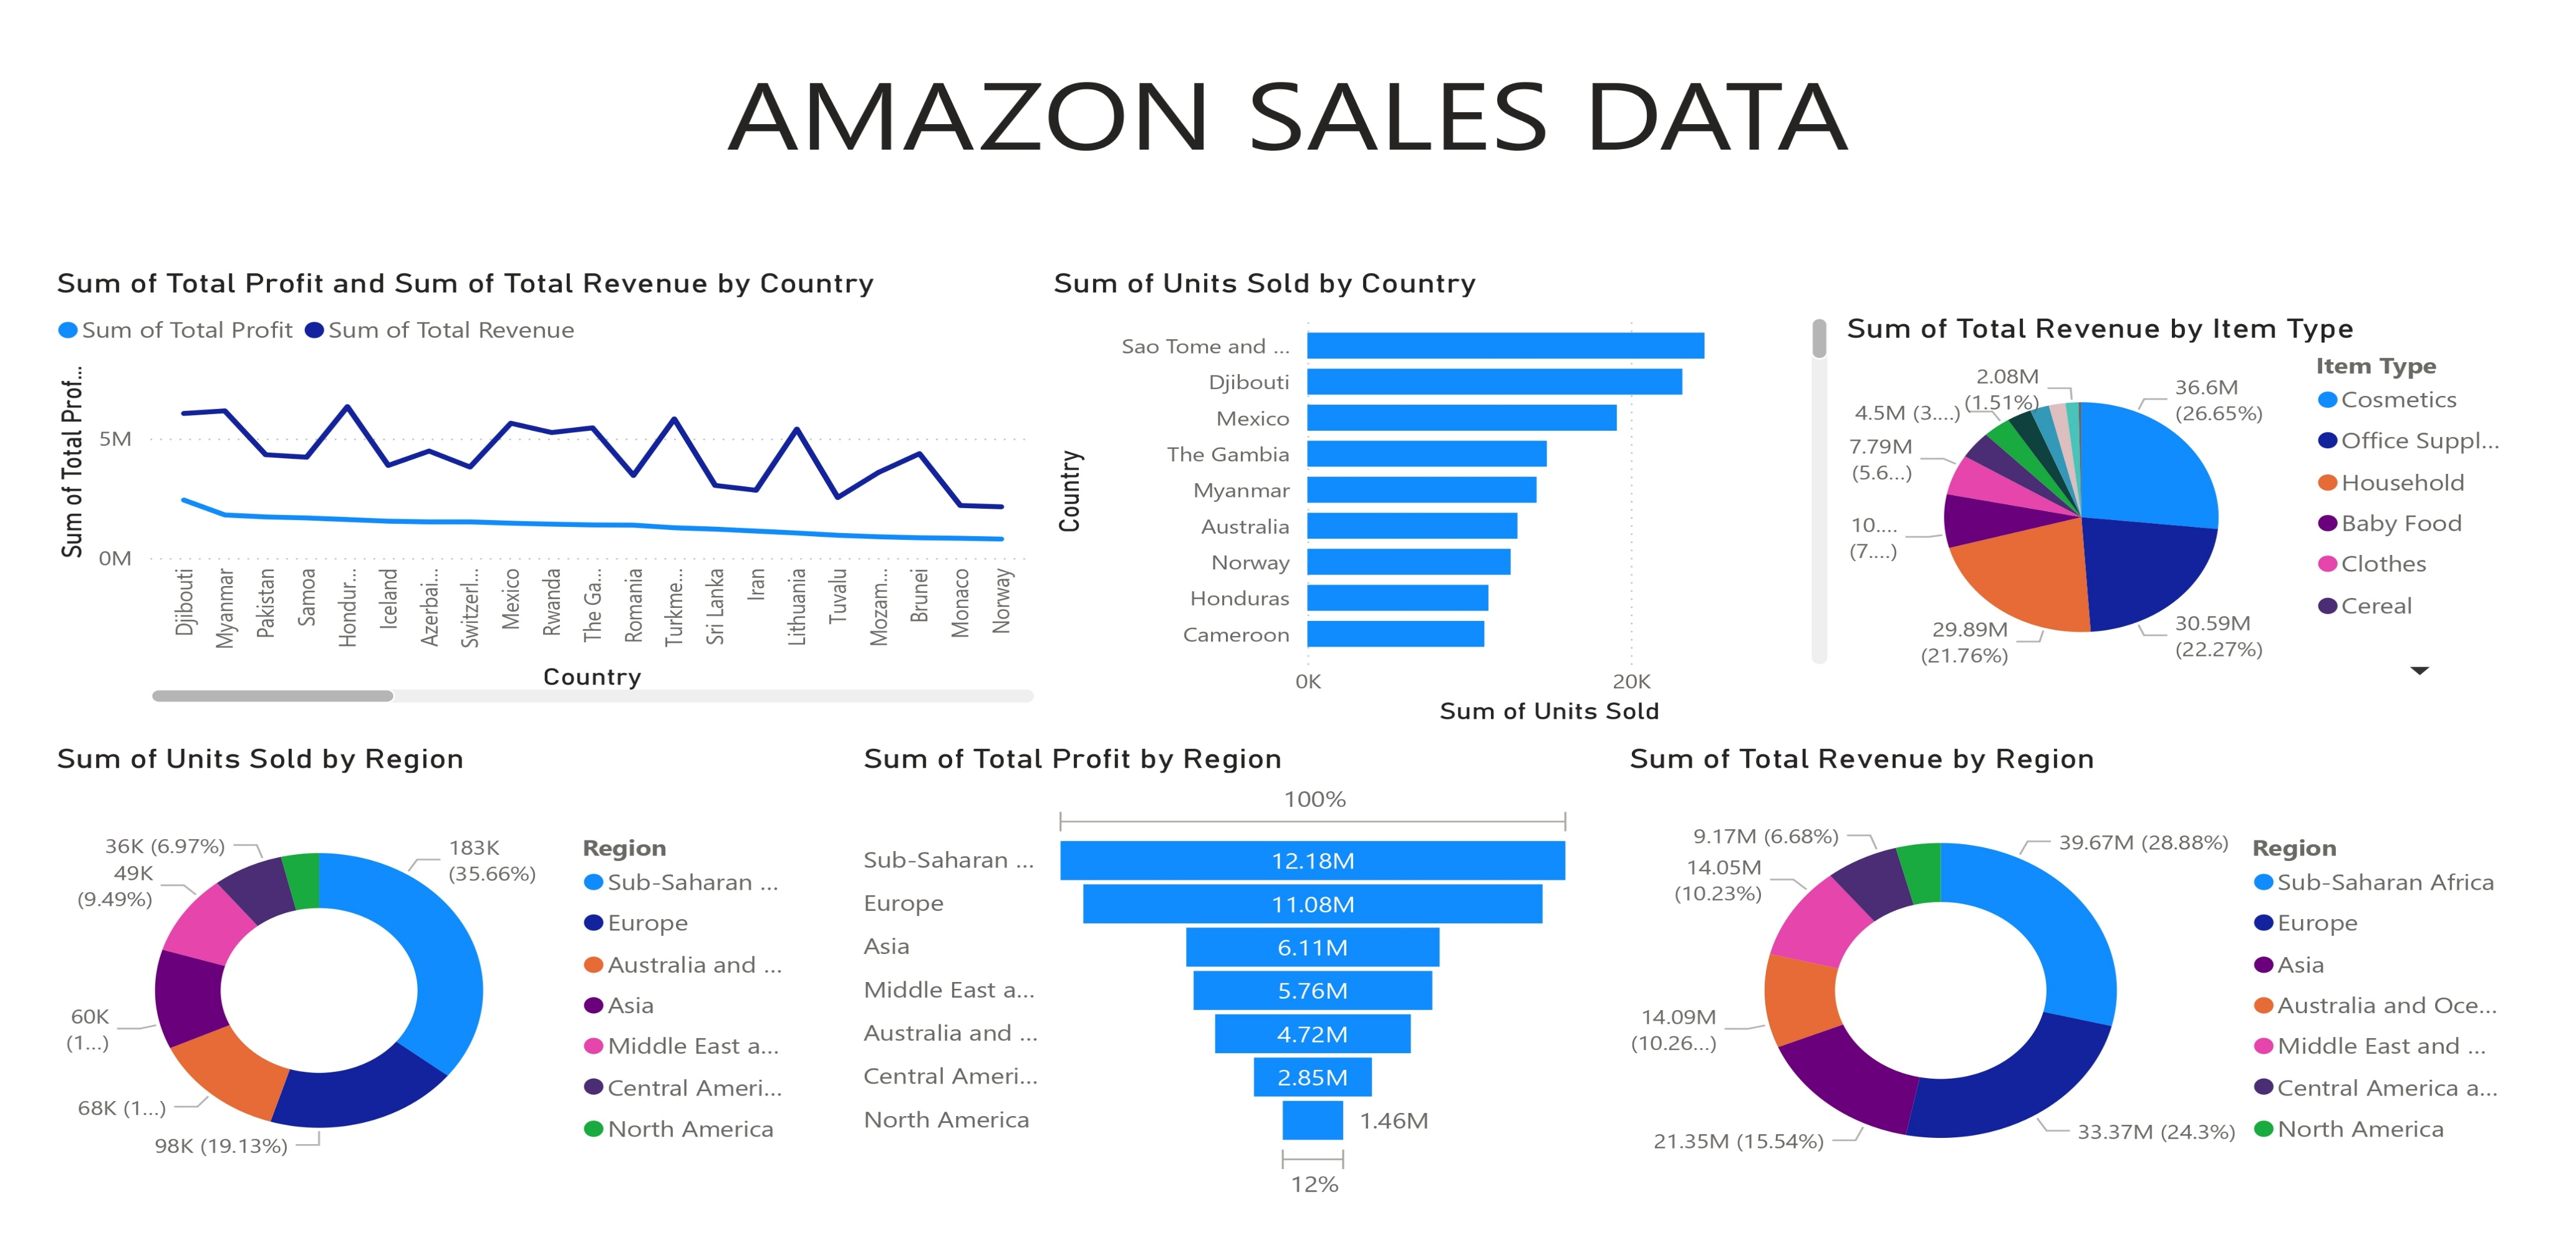 AMAZON SALES DATA
Sum of Total Profit and Sum of Total Revenue by Country
Sum of Total Profit
Sum of Total Revenue
Sum of Total Prof...
5M
0M
Djibouti
Myanmar
Pakistan
Samoa
Hondur...
Iceland
Azerbai...
Switzerl...
Mexico
Rwanda
The Ga...
Romania
Turkme...
Sri Lanka
Iran
Lithuania
Tuvalu
Mozam...
Brunei
Monaco
Norway
Country
Sum of Units Sold by Country
Country
Sao Tome and ...
Djibouti
Mexico
The Gambia
Myanmar
Australia
Norway
Honduras
Cameroon
0K
20K
Sum of Units Sold
Sum of Total Revenue by Item Type
2.08M
(1.51%)
4.5M (3....)
7.79M
(5.6...)
10....
(7....)
29.89M
(21.76%)
36.6M
(26.65%)
30.59M
(22.27%)
Item Type
Cosmetics
Office Suppl...
Household
Baby Food
Clothes
Cereal
Sum of Units Sold by Region
36K (6.97%)
49K
(9.49%)
60K
(1...)
68K (1...)
98K (19.13%)
183K
(35.66%)
Region
Sub-Saharan ...
Europe
Australia and ...
Asia
Middle East a...
Central Ameri...
North America
Sum of Total Profit by Region
100%
Sub-Saharan ... 12.18M
Europe 11.08M
Asia 6.11M
Middle East a... 5.76M
Australia and ... 4.72M
Central Ameri... 2.85M
North America 1.46M
12%
Sum of Total Revenue by Region
9.17M (6.68%)
14.05M
(10.23%)
14.09M
(10.26...)
21.35M (15.54%)
39.67M (28.88%)
33.37M (24.3%)
Region
Sub-Saharan Africa
Europe
Asia
Australia and Oce...
Middle East and ...
Central America a...
North America